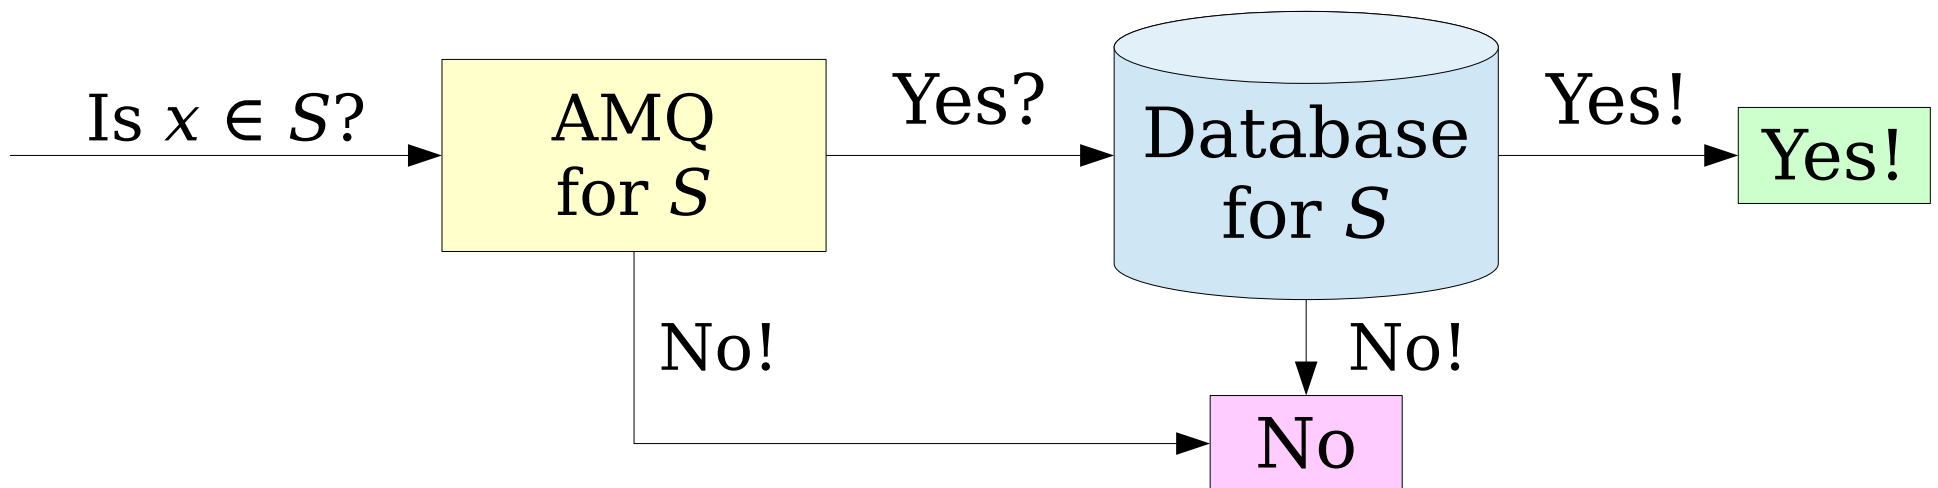 Is x ∈ S?
AMQ
for S
Yes?
Database
for S
Yes!
Yes!
No!
No!
No